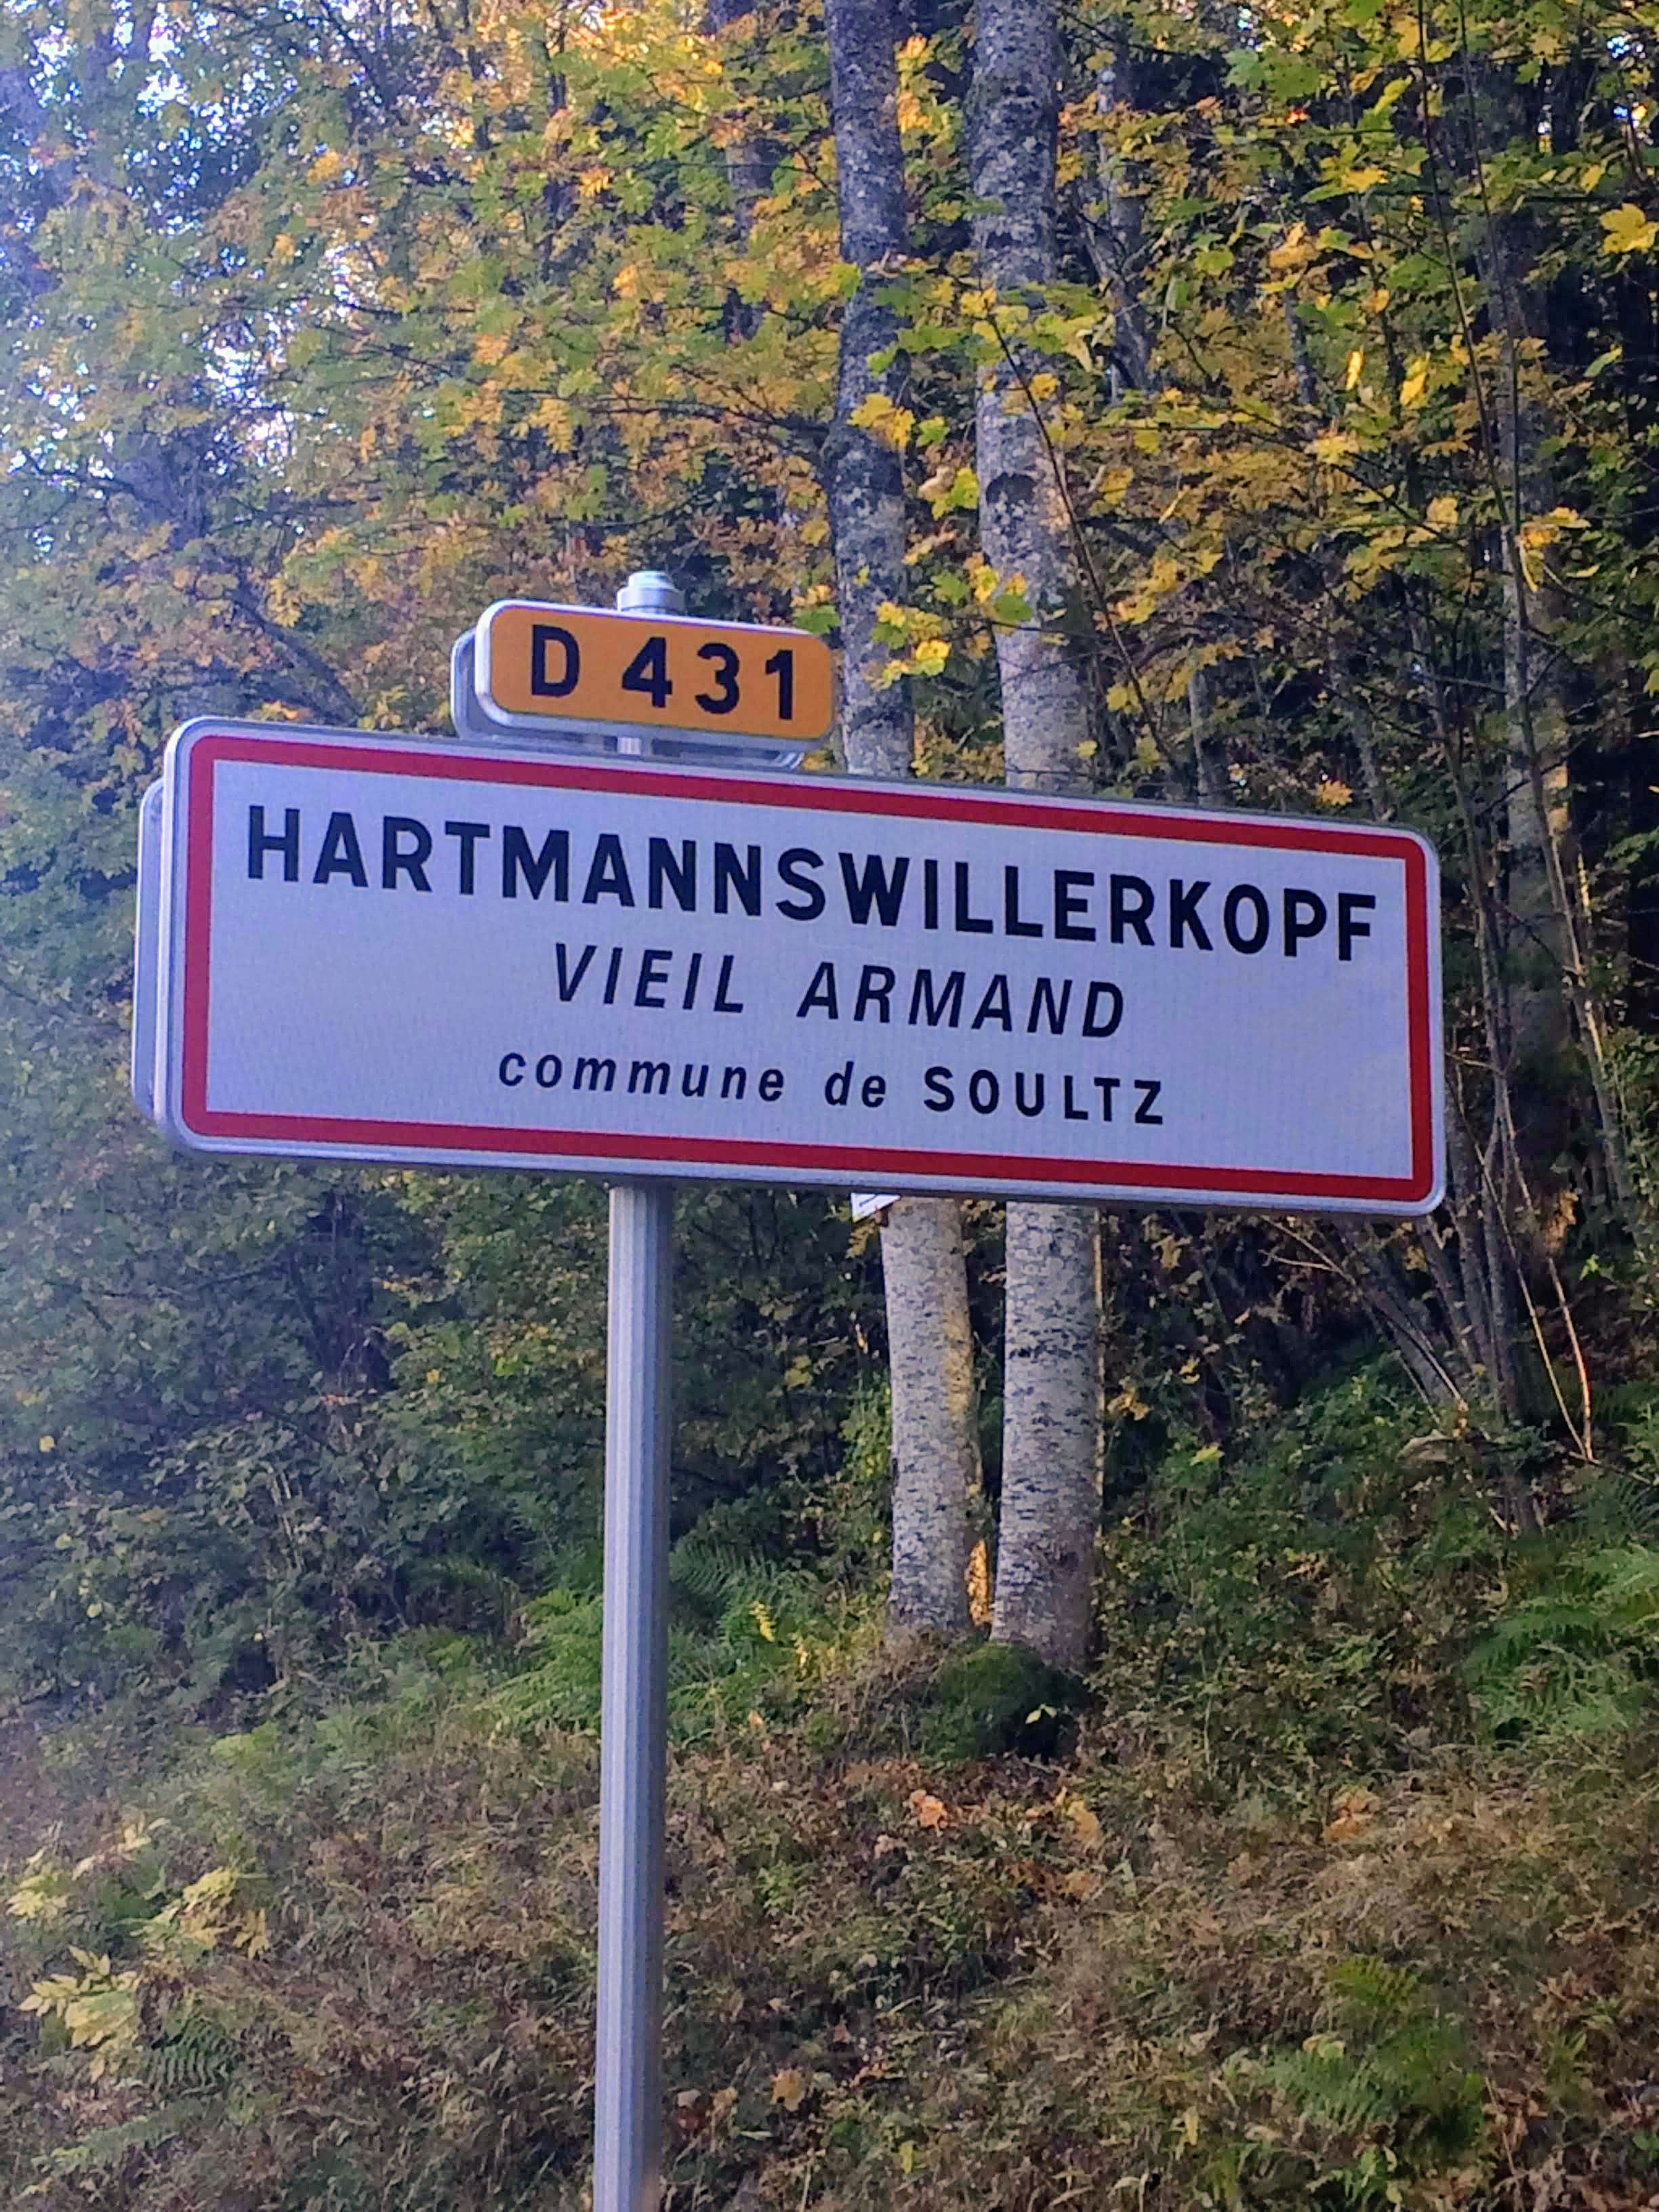 D 431
HARTMANNSWILLERKOPF
VIEIL ARMAND
commune de SOULTZ